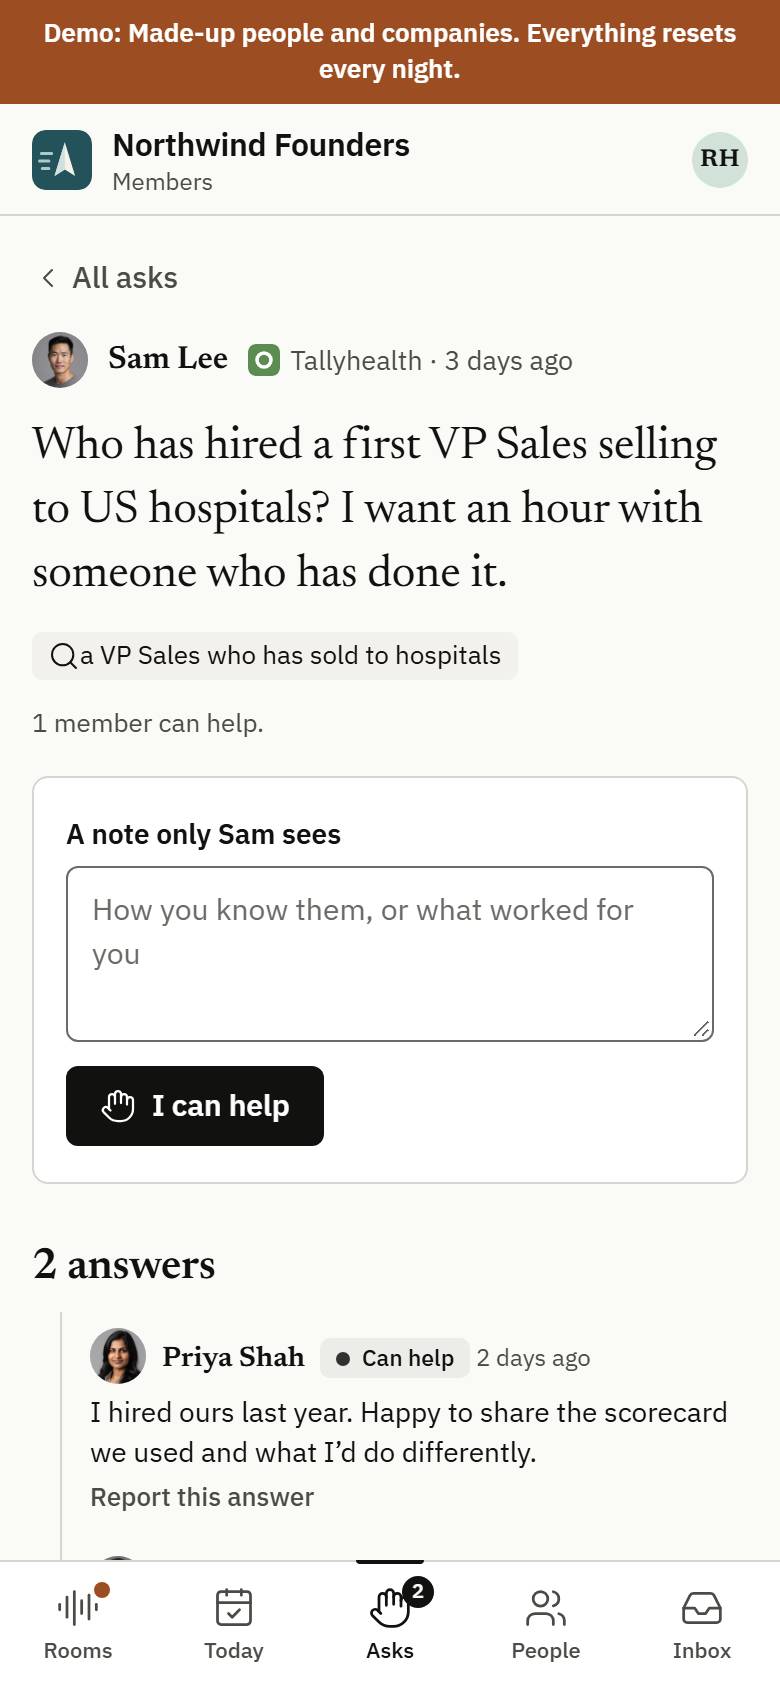 Demo: Made-up people and companies. Everything resets
every night.
Northwind Founders
Members
RH
All asks
Sam Lee
Tallyhealth · 3 days ago
Who has hired a first VP Sales selling
to US hospitals? I want an hour with
someone who has done it.
a VP Sales who has sold to hospitals
1 member can help.
A note only Sam sees
How you know them, or what worked for
you
I can help
2 answers
Priya Shah
Can help
2 days ago
I hired ours last year. Happy to share the scorecard
we used and what I’d do differently.
Report this answer
2
Rooms
Today
Asks
People
Inbox